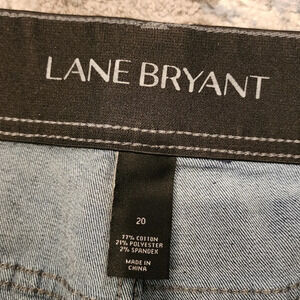 LANE BRYANT
20
77% COTTON
21% POLYESTER
2% SPANDEX
MADE IN
CHINA